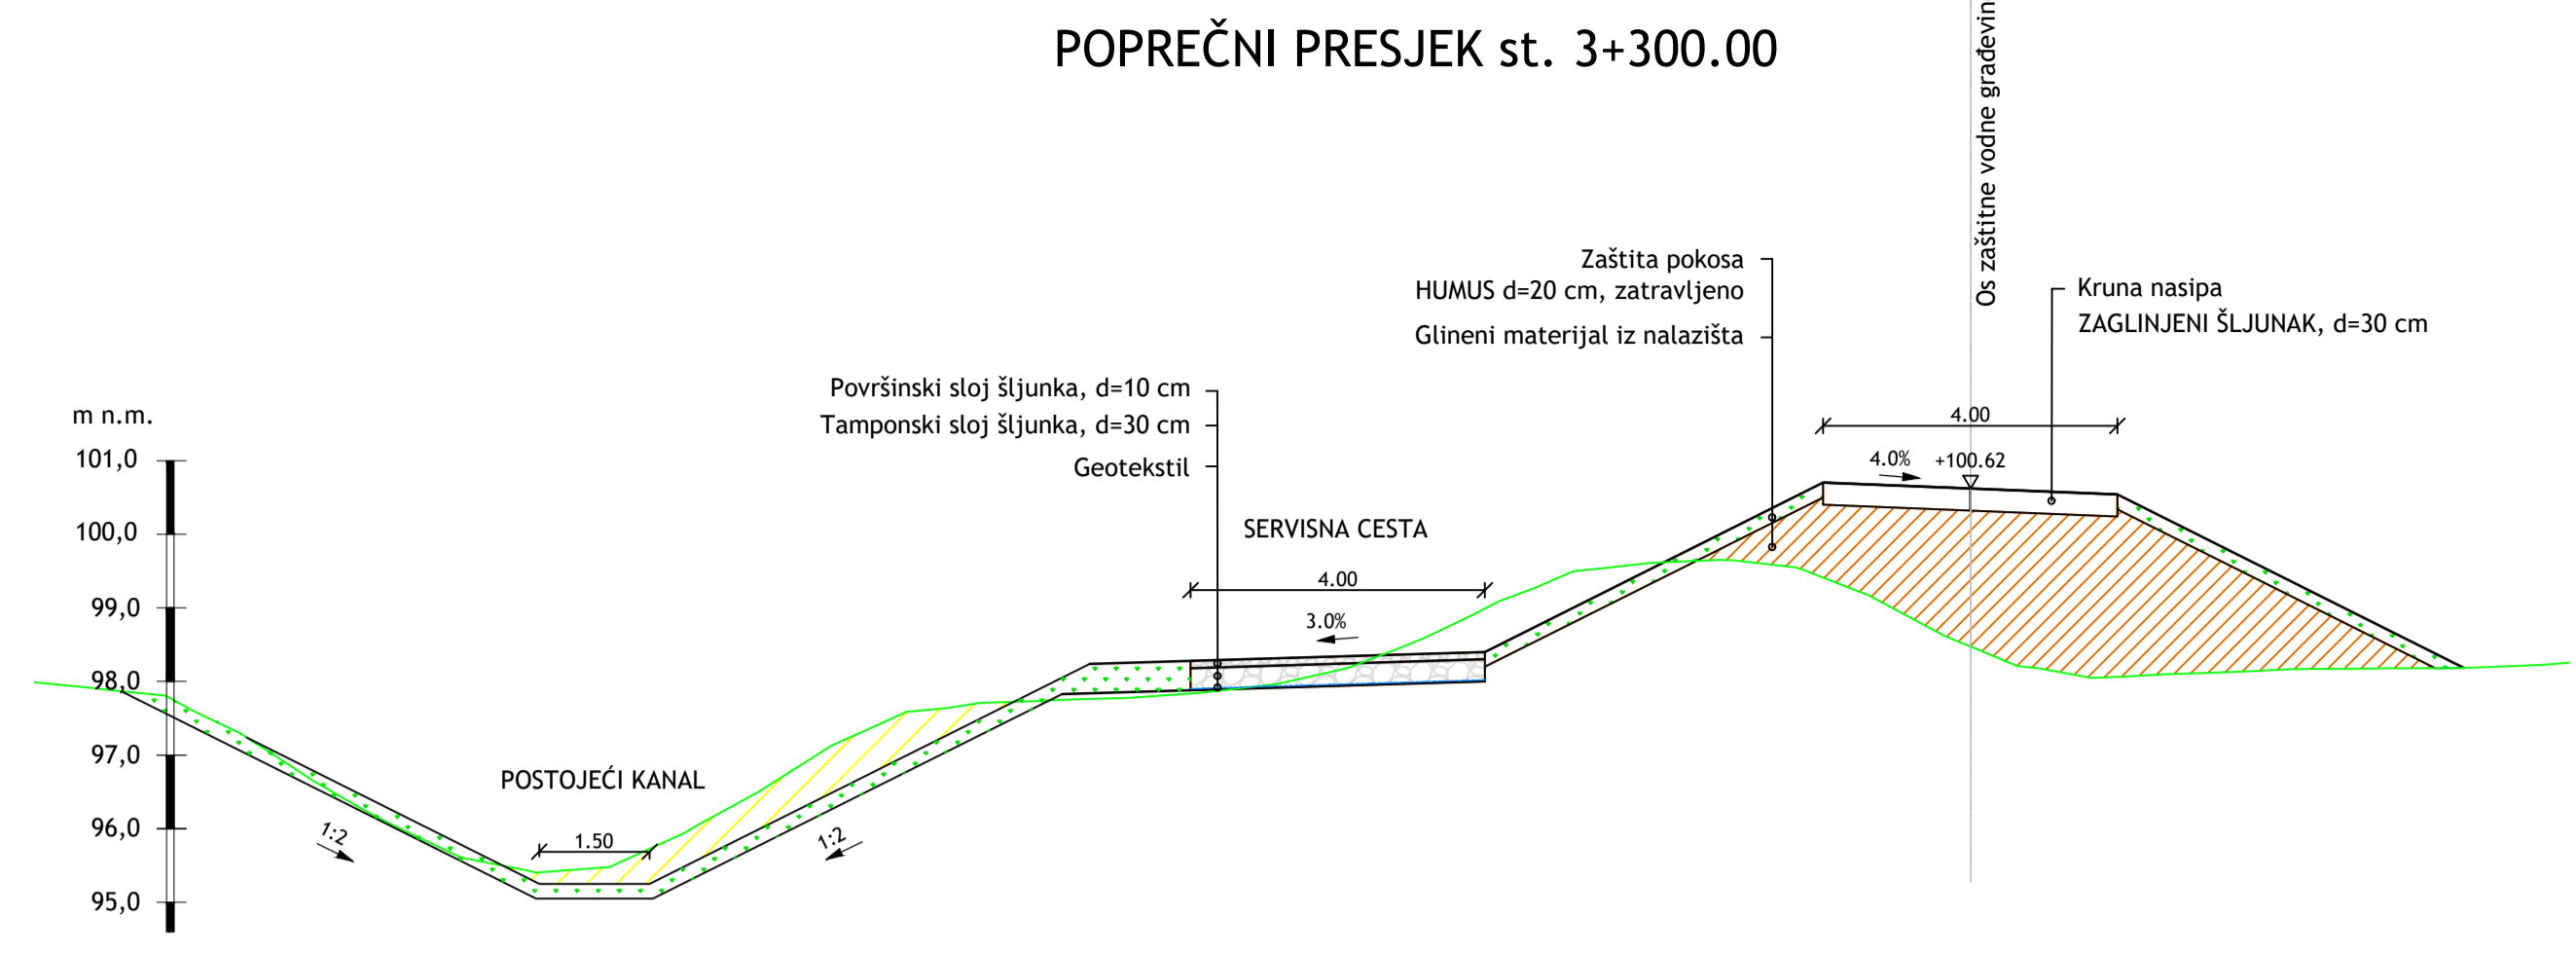 POPREČNI PRESJEK st. 3+300.00
Os zaštitne vodne građevin
Zaštita pokosa
HUMUS d=20 cm, zatravljeno
Glineni materijal iz nalazišta
Kruna nasipa
ZAGLINJENI ŠLJUNAK, d=30 cm
Površinski sloj šljunka, d=10 cm
Tamponski sloj šljunka, d=30 cm
Geotekstil
4.00
4.0%
+100.62
SERVISNA CESTA
4.00
3.0%
m n.m.
101,0
100,0
99,0
98,0
97,0
96,0
95,0
POSTOJEĆI KANAL
1:2
1.50
1:2